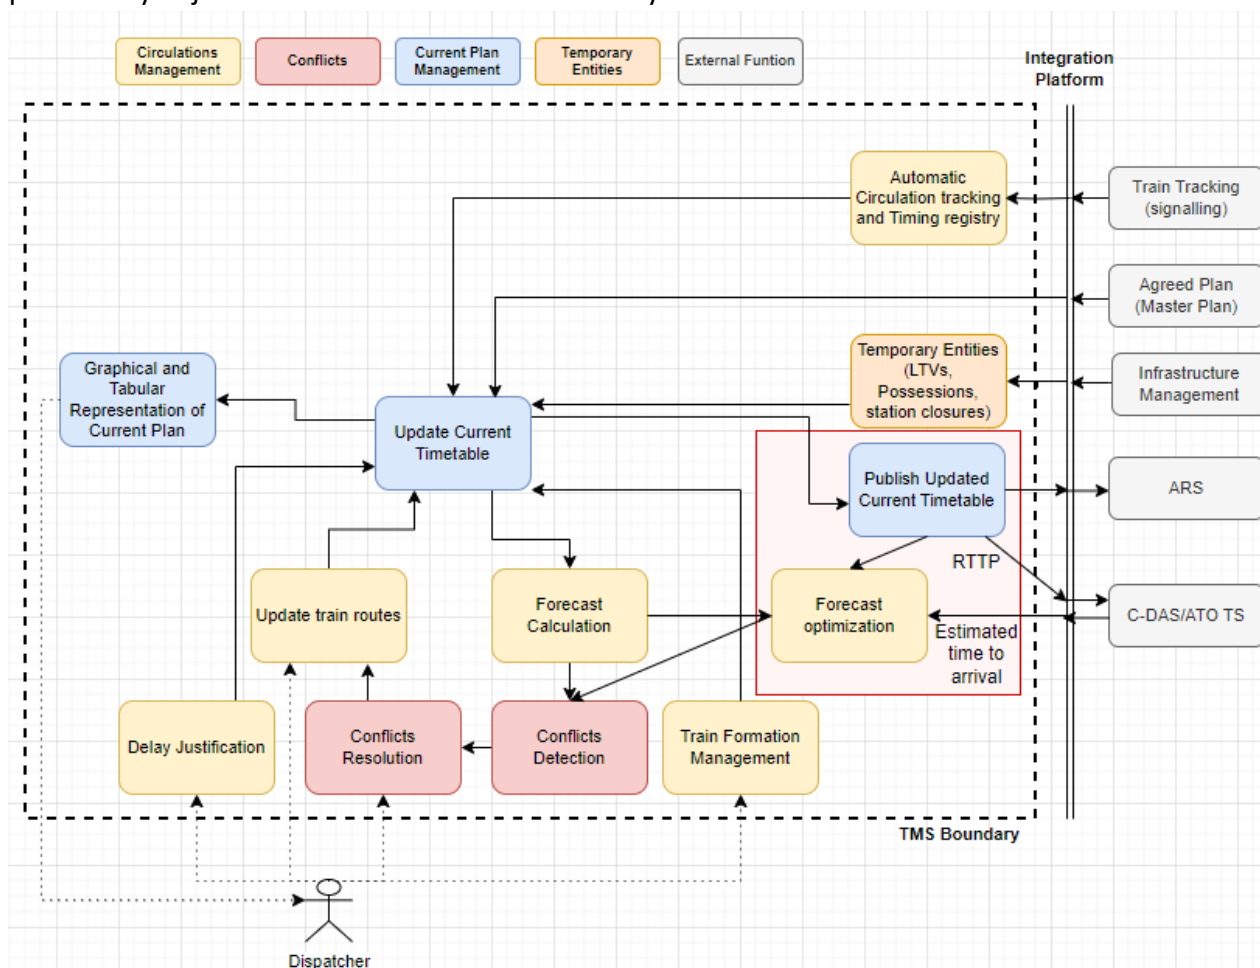 Circulations
Management
Conflicts
Current Plan
Management
Temporary
Entities
External Funtion
Integration
Platform
Automatic
Circulation tracking
and Timing registry
Train Tracking
(signalling)
Agreed Plan
(Master Plan)
Temporary Entities
(LTVs,
Possessions,
station closures)
Infrastructure
Management
Graphical and
Tabular
Representation of
Current Plan
Update Current
Timetable
Publish Updated
Current Timetable
ARS
RTTP
Update train routes
Forecast
Calculation
Forecast
optimization
C-DAS/ATO TS
Estimated
time to
arrival
Delay Justification
Conflicts
Resolution
Conflicts
Detection
Train Formation
Management
TMS Boundary
Dispatcher